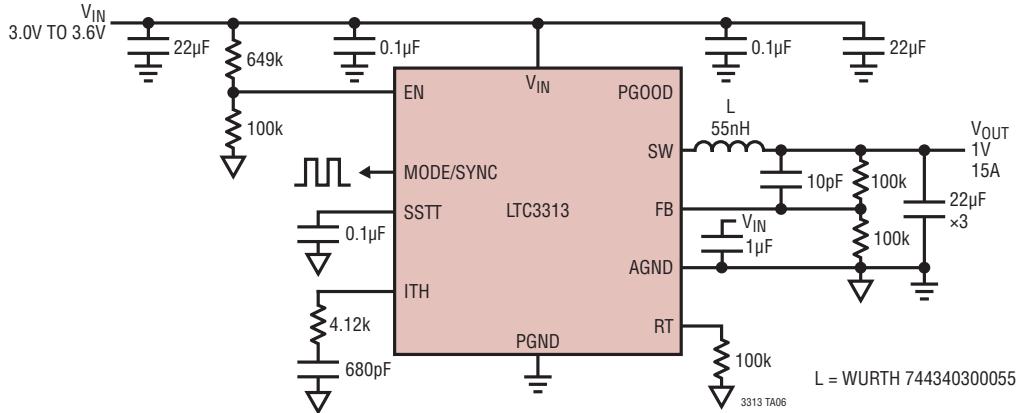 VIN
3.0V TO 3.6V
22µF
649k
0.1µF
0.1µF
22µF
100k
EN
VIN
PGOOD
L
55nH
SW
VOUT
1V
15A
MODE/SYNC
LTC3313
10pF
100k
22µF
×3
SSTT
FB
0.1µF
VIN
1µF
100k
AGND
ITH
4.12k
RT
PGND
680pF
100k
L = WURTH 744340300055
3313 TA06